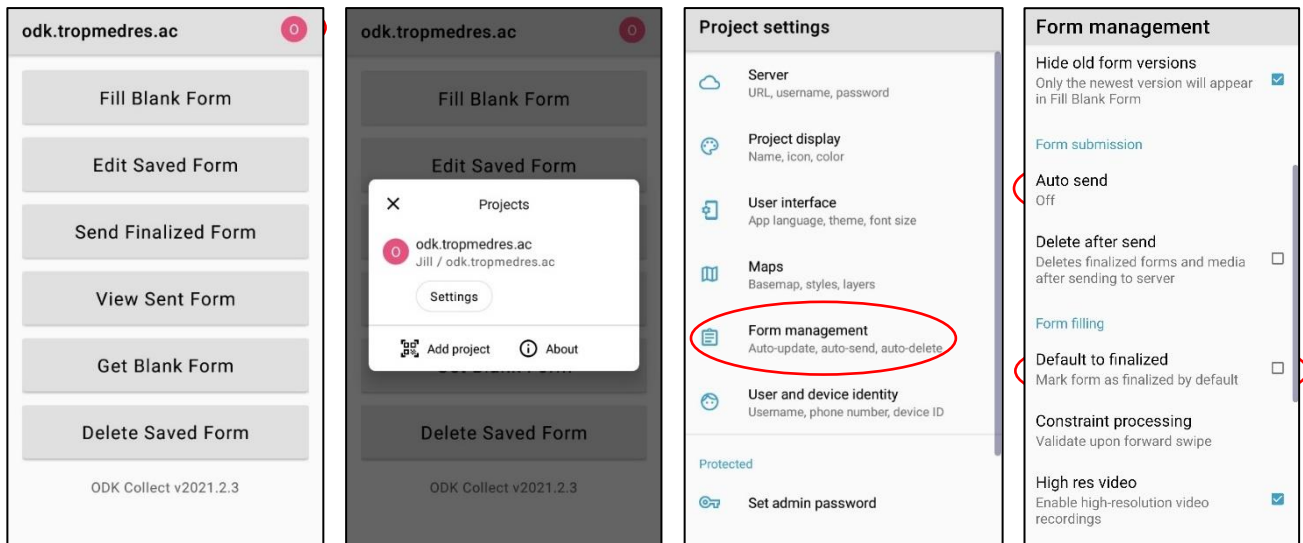 odk.tropmedres.ac
O
Fill Blank Form
Edit Saved Form
Send Finalized Form
View Sent Form
Get Blank Form
Delete Saved Form
ODK Collect v2021.2.3
odk.tropmedres.ac
O
Fill Blank Form
Edit Saved Form
Projects
O
odk.tropmedres.ac
Jill / odk.tropmedres.ac
Settings
Add project
About
Delete Saved Form
ODK Collect v2021.2.3
Project settings
Server
URL, username, password
Project display
Name, icon, color
User interface
App language, theme, font size
Maps
Basemap, styles, layers
Form management
Auto-update, auto-send, auto-delete
User and device identity
Username, phone number, device ID
Protected
Set admin password
Form management
Hide old form versions
Only the newest version will appear
in Fill Blank Form
Form submission
Auto send
Off
Delete after send
Deletes finalized forms and media
after sending to server
Form filling
Default to finalized
Mark form as finalized by default
Constraint processing
Validate upon forward swipe
High res video
Enable high-resolution video
recordings